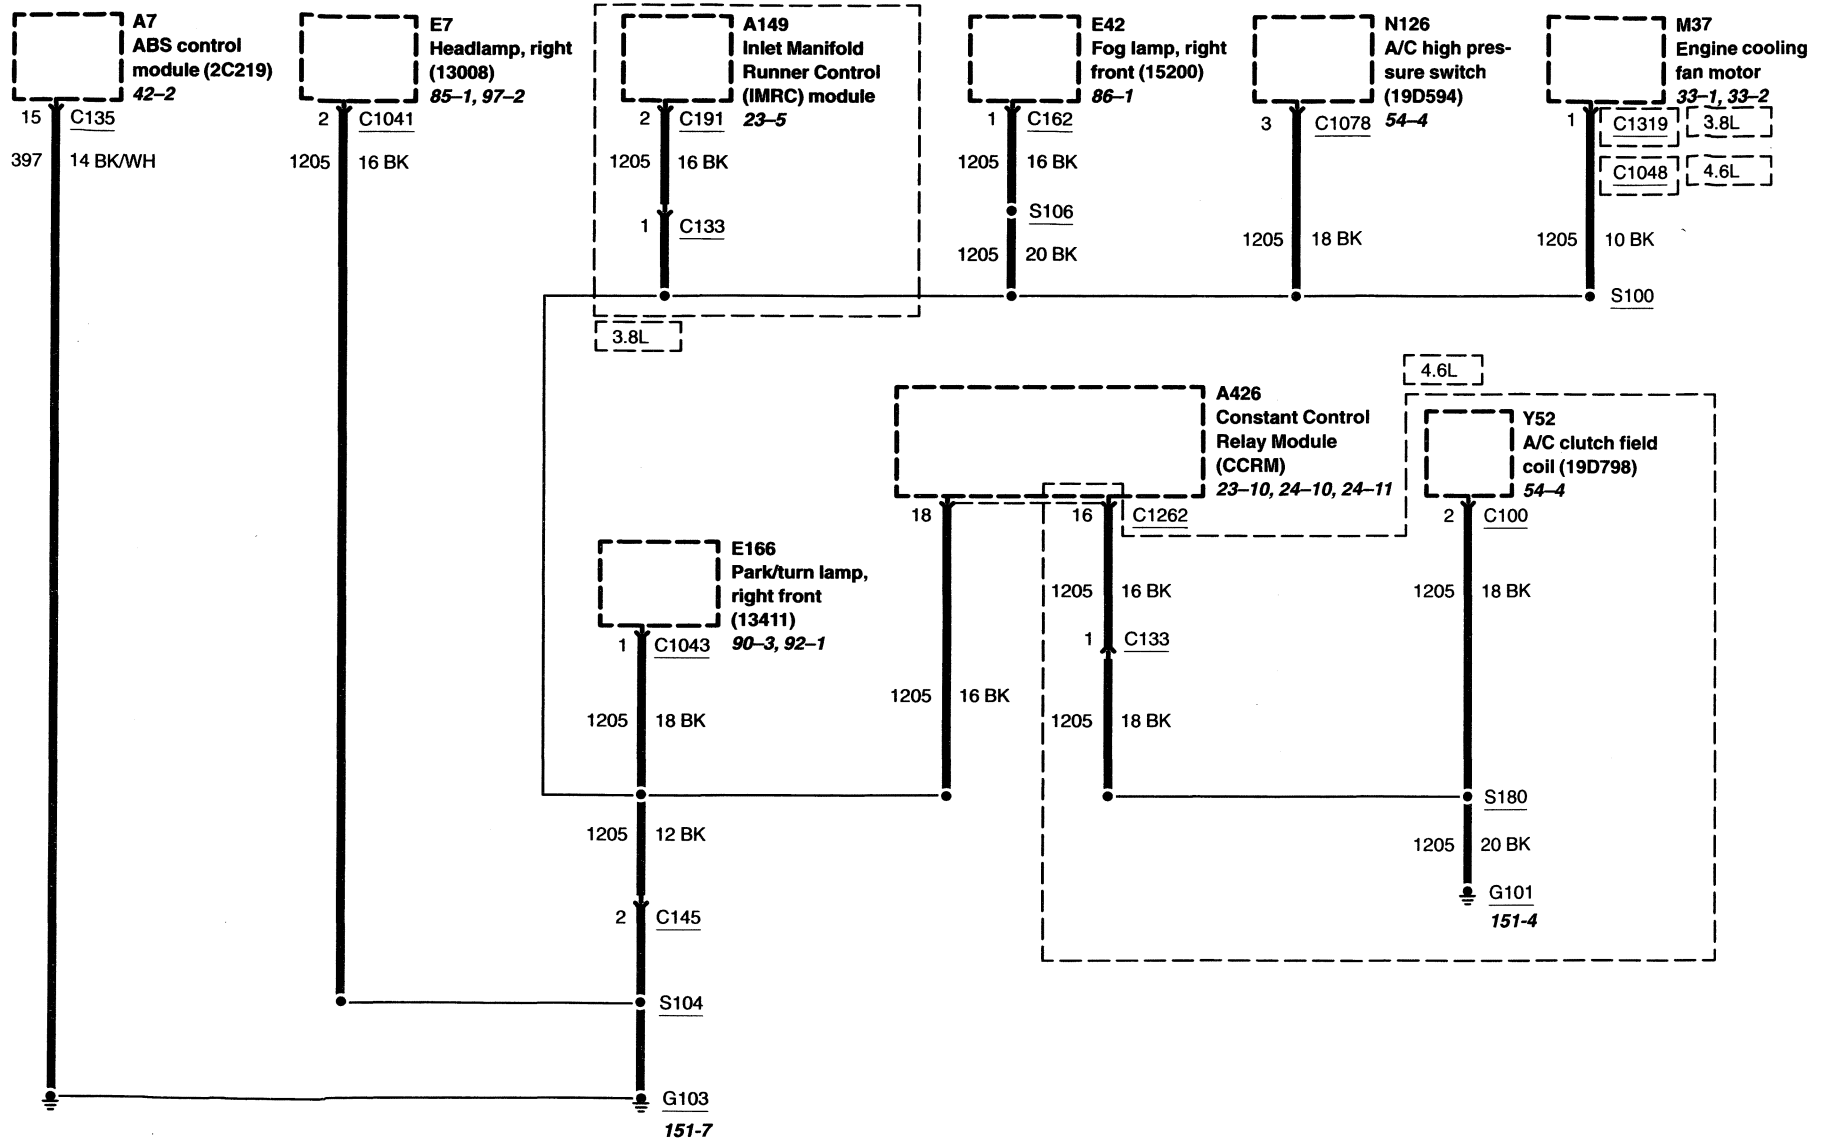 A7
ABS control
module (2C219)
42–2
15 C135
397 14 BK/WH
E7
Headlamp, right
(13008)
85–1, 97–2
2 C1041
1205 16 BK
A149
Inlet Manifold
Runner Control
(IMRC) module
23–5
2 C191
1205 16 BK
1 C133
3.8L
E42
Fog lamp, right
front (15200)
86–1
1 C162
1205 16 BK
S106
1205 20 BK
N126
A/C high pres-
sure switch
(19D594)
54–4
3 C1078
1205 18 BK
M37
Engine cooling
fan motor
33–1, 33–2
1 C1319 3.8L
C1048 4.6L
1205 10 BK
S100
4.6L
A426
Constant Control
Relay Module
(CCRM)
23–10, 24–10, 24–11
18 16 C1262
1205 16 BK
1 C133
1205 16 BK
1205 18 BK
Y52
A/C clutch field
coil (19D798)
54–4
2 C100
1205 18 BK
S180
1205 20 BK
G101
151-4
E166
Park/turn lamp,
right front
(13411)
90–3, 92–1
1 C1043
1205 18 BK
1205 12 BK
2 C145
S104
G103
151-7